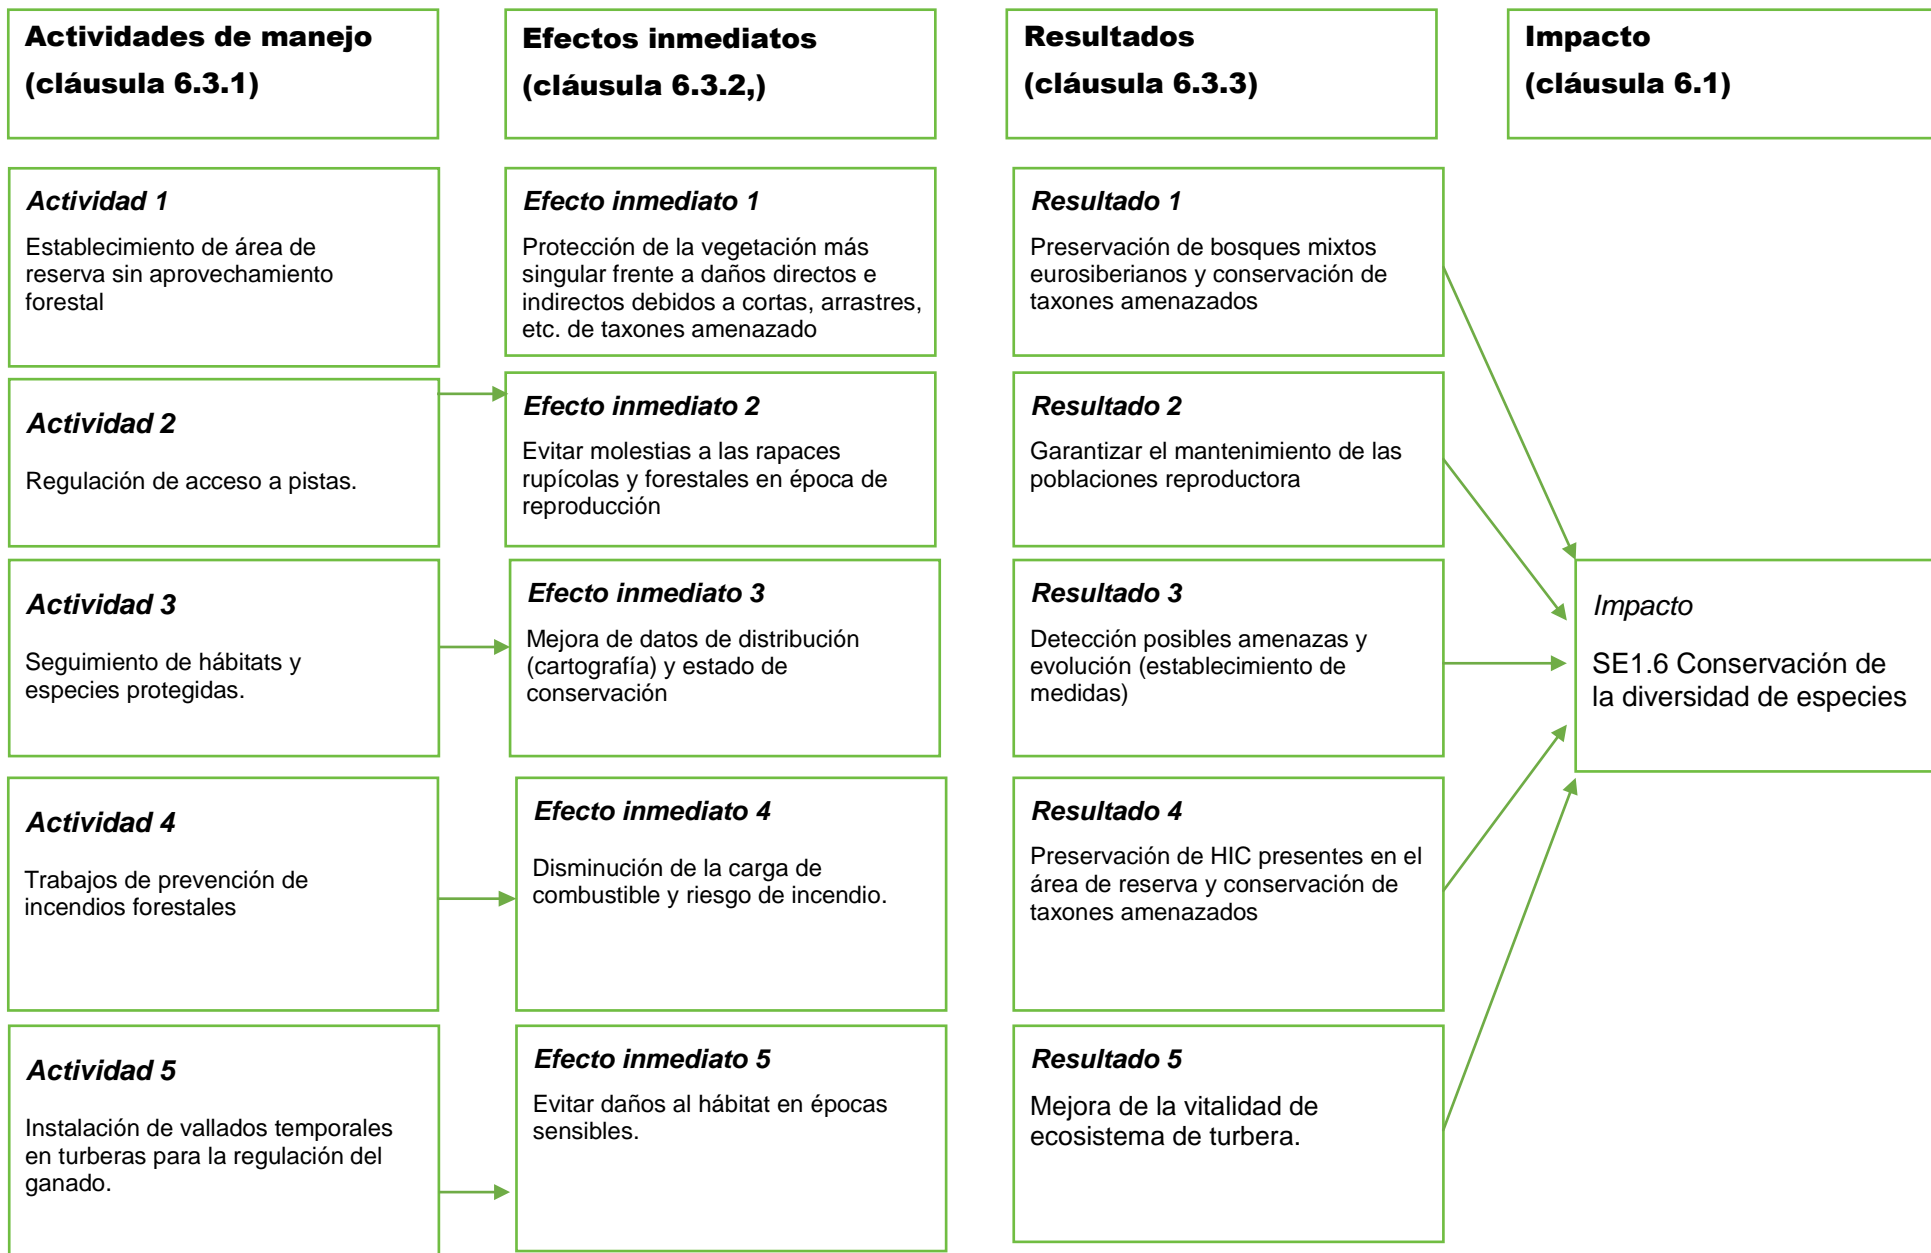 Actividades de manejo
(cláusula 6.3.1)
Efectos inmediatos
(cláusula 6.3.2,)
Resultados
(cláusula 6.3.3)
Impacto
(cláusula 6.1)
Actividad 1
Establecimiento de área de
reserva sin aprovechamiento
forestal
Efecto inmediato 1
Protección de la vegetación más
singular frente a daños directos e
indirectos debidos a cortas, arrastres,
etc. de taxones amenazado
Resultado 1
Preservación de bosques mixtos
eurosiberianos y conservación de
taxones amenazados
Actividad 2
Regulación de acceso a pistas.
Efecto inmediato 2
Evitar molestias a las rapaces
rupícolas y forestales en época de
reproducción
Resultado 2
Garantizar el mantenimiento de las
poblaciones reproductora
Actividad 3
Seguimiento de hábitats y
especies protegidas.
Efecto inmediato 3
Mejora de datos de distribución
(cartografía) y estado de
conservación
Resultado 3
Detección posibles amenazas y
evolución (establecimiento de
medidas)
Impacto
SE1.6 Conservación de
la diversidad de especies
Actividad 4
Trabajos de prevención de
incendios forestales
Efecto inmediato 4
Disminución de la carga de
combustible y riesgo de incendio.
Resultado 4
Preservación de HIC presentes en el
área de reserva y conservación de
taxones amenazados
Actividad 5
Instalación de vallados temporales
en turberas para la regulación del
ganado.
Efecto inmediato 5
Evitar daños al hábitat en épocas
sensibles.
Resultado 5
Mejora de la vitalidad de
ecosistema de turbera.